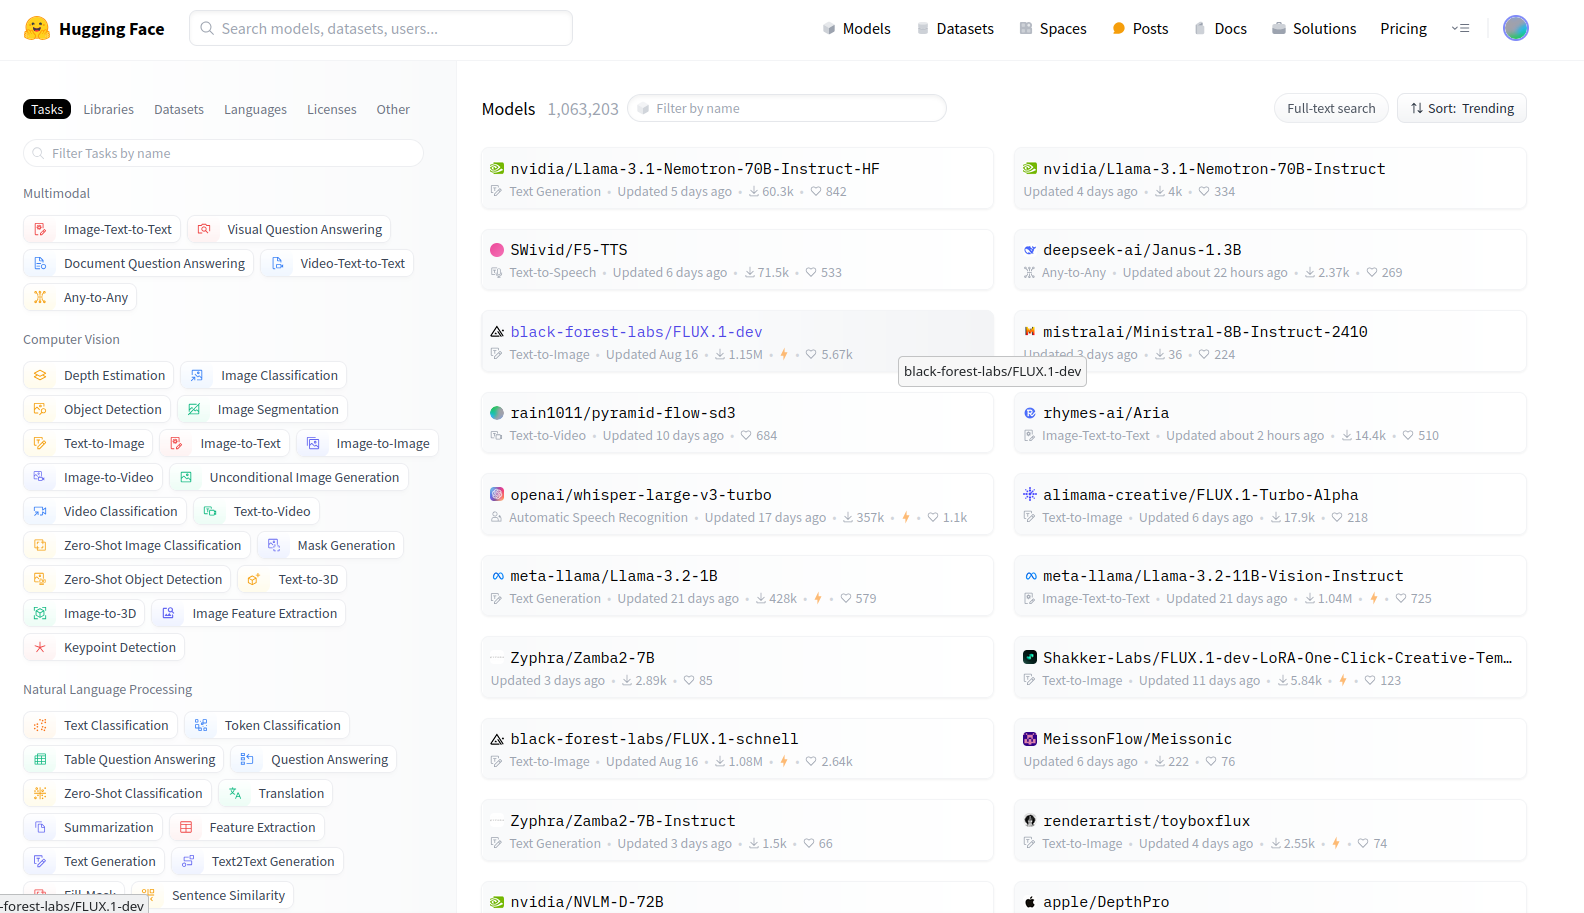 Hugging Face
Search models, datasets, users...
Models
Datasets
Spaces
Posts
Docs
Solutions
Pricing
Tasks
Libraries
Datasets
Languages
Licenses
Other
Filter Tasks by name
Multimodal
Image-Text-to-Text
Visual Question Answering
Document Question Answering
Video-Text-to-Text
Any-to-Any
Computer Vision
Depth Estimation
Image Classification
Object Detection
Image Segmentation
Text-to-Image
Image-to-Text
Image-to-Image
Image-to-Video
Unconditional Image Generation
Video Classification
Text-to-Video
Zero-Shot Image Classification
Mask Generation
Zero-Shot Object Detection
Text-to-3D
Image-to-3D
Image Feature Extraction
Keypoint Detection
Natural Language Processing
Text Classification
Token Classification
Table Question Answering
Question Answering
Zero-Shot Classification
Translation
Summarization
Feature Extraction
Text Generation
Text2Text Generation
Fill-Mask
Sentence Similarity
-forest-labs/FLUX.1-dev
Models 1,063,203
Filter by name
Full-text search
Sort: Trending
nvidia/Llama-3.1-Nemotron-70B-Instruct-HF
Text Generation • Updated 5 days ago • 60.3k • 842
nvidia/Llama-3.1-Nemotron-70B-Instruct
Updated 4 days ago • 4k • 334
SWivid/F5-TTS
Text-to-Speech • Updated 6 days ago • 71.5k • 533
deepseek-ai/Janus-1.3B
Any-to-Any • Updated about 22 hours ago • 2.37k • 269
black-forest-labs/FLUX.1-dev
Text-to-Image • Updated Aug 16 • 1.15M • 5.67k
mistralai/Ministral-8B-Instruct-2410
Updated 3 days ago • 36 • 224
black-forest-labs/FLUX.1-dev
rain1011/pyramid-flow-sd3
Text-to-Video • Updated 10 days ago • 684
rhymes-ai/Aria
Image-Text-to-Text • Updated about 2 hours ago • 14.4k • 510
openai/whisper-large-v3-turbo
Automatic Speech Recognition • Updated 17 days ago • 357k • 1.1k
alimama-creative/FLUX.1-Turbo-Alpha
Text-to-Image • Updated 6 days ago • 17.9k • 218
meta-llama/Llama-3.2-1B
Text Generation • Updated 21 days ago • 428k • 579
meta-llama/Llama-3.2-11B-Vision-Instruct
Image-Text-to-Text • Updated 21 days ago • 1.04M • 725
Zyphra/Zamba2-7B
Updated 3 days ago • 2.89k • 85
Shakker-Labs/FLUX.1-dev-LoRA-One-Click-Creative-Tem…
Text-to-Image • Updated 11 days ago • 5.84k • 123
black-forest-labs/FLUX.1-schnell
Text-to-Image • Updated Aug 16 • 1.08M • 2.64k
MeissonFlow/Meissonic
Updated 6 days ago • 222 • 76
Zyphra/Zamba2-7B-Instruct
Text Generation • Updated 3 days ago • 1.5k • 66
renderartist/toyboxflux
Text-to-Image • Updated 4 days ago • 2.55k • 74
nvidia/NVLM-D-72B
apple/DepthPro